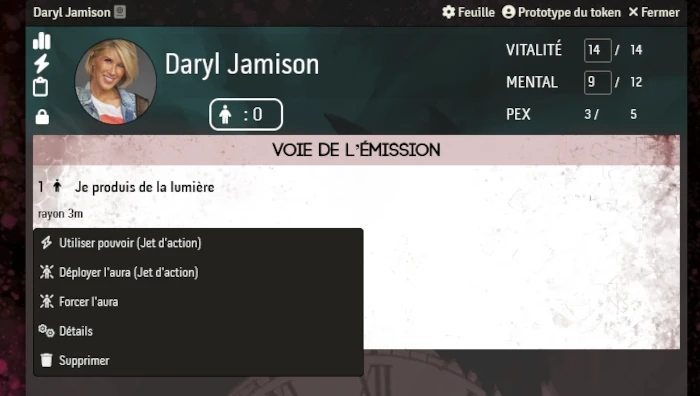 Daryl Jamison Feuille Prototype du token Fermer
Daryl Jamison
: 0
VITALITÉ 14 / 14
MENTAL 9 / 12
PEX 3 / 5
VOIE DE L'ÉMISSION
1 Je produis de la lumière
rayon 3m
Utiliser pouvoir (Jet d'action)
Déployer l'aura (Jet d'action)
Forcer l'aura
Détails
Supprimer